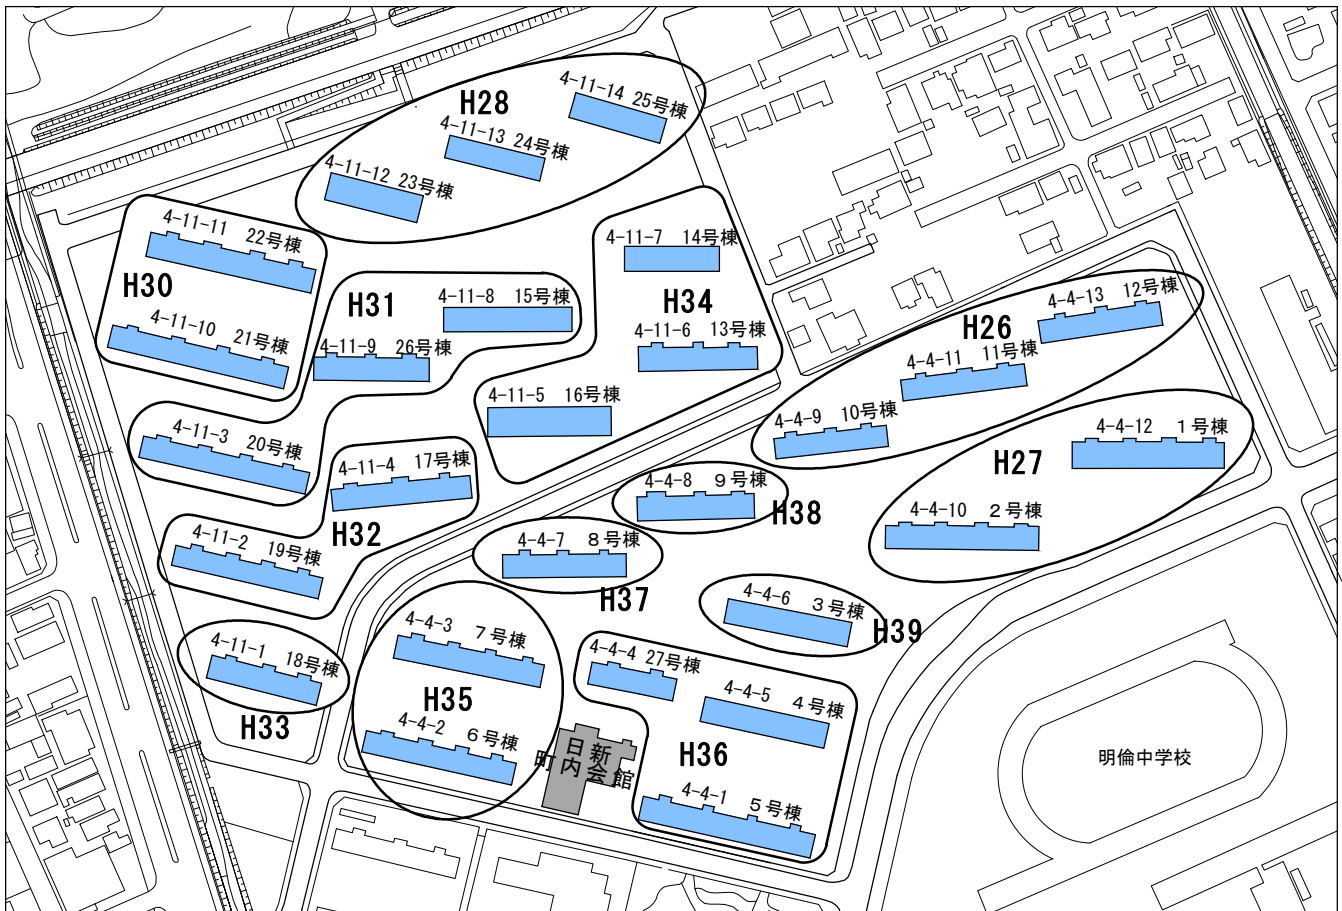 H28
4-11-14 25号棟
4-11-13 24号棟
4-11-12 23号棟
4-11-11 22号棟
H30
4-11-10 21号棟
H31
4-11-8 15号棟
4-11-9 26号棟
4-11-3 20号棟
4-11-7 14号棟
H34
4-11-6 13号棟
4-11-5 16号棟
4-4-13 12号棟
H26
4-4-11 11号棟
4-4-9 10号棟
4-4-12 1号棟
H27
4-4-10 2号棟
4-11-4 17号棟
H32
4-11-2 19号棟
4-4-8 9号棟
H38
4-4-7 8号棟
H37
4-4-6 3号棟
H39
4-11-1 18号棟
H33
4-4-3 7号棟
H35
4-4-2 6号棟
4-4-4 27号棟
4-4-5 4号棟
H36
4-4-1 5号棟
日新
町内会館
明倫中学校